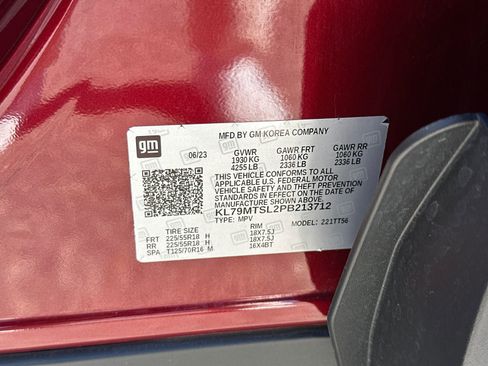 gm
MFD BY GM KOREA COMPANY
06/23 GVWR GAWR FRT GAWR RR
1930 KG 1060 KG 1060 KG
4255 LB 2336 LB 2336 LB
THIS VEHICLE CONFORMS TO ALL
APPLICABLE U.S. FEDERAL MOTOR
VEHICLE SAFETY AND THEFT PREVENTION
STANDARDS IN EFFECT ON THE DATE OF
MANUFACTURE SHOWN ABOVE.
KL79MTSL2PB213712
TYPE: MPV MODEL: 221TT56
TIRE SIZE RIM
FRT 225/55R18 H 18X7.5J
RR 225/55R18 H 18X7.5J
SPA T125/70R16 M 16X4BT